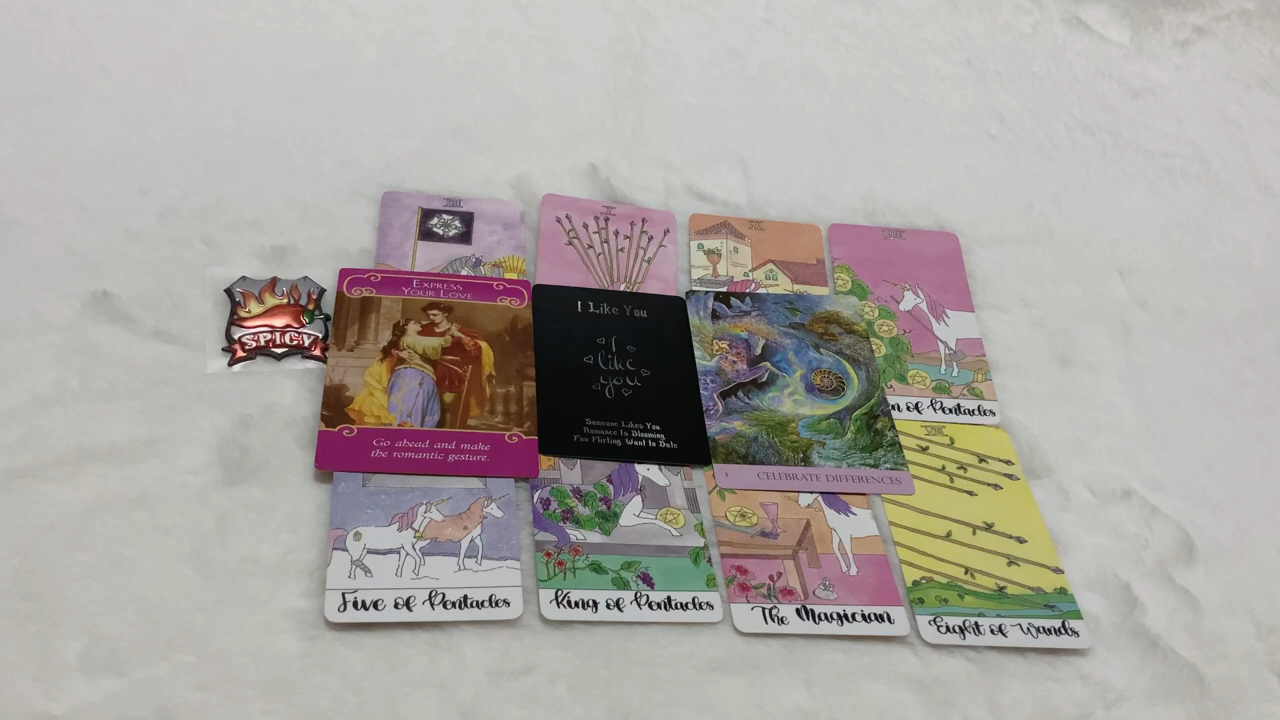 EXPRESS
YOUR LOVE
Go ahead and make
the romantic gesture.
SPICY
I Like You
I
like
you
Someone Likes You
Romance Is Blooming
Fun Flirting, Want to Date
CELEBRATE DIFFERENCES
n of Pentacles
Five of Pentacles
King of Pentacles
The Magician
VIII
Eight of Wands